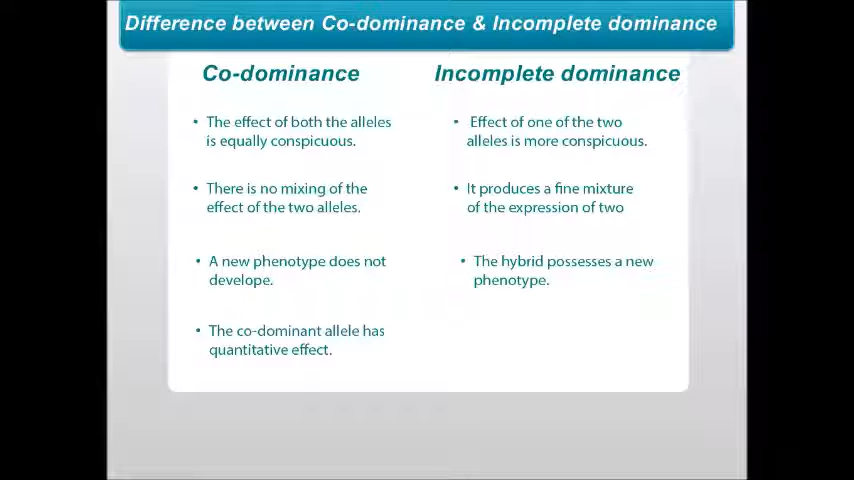 Difference between Co-dominance & Incomplete dominance
Co-dominance
• The effect of both the alleles
is equally conspicuous.
• There is no mixing of the
effect of the two alleles.
• A new phenotype does not
develope.
• The co-dominant allele has
quantitative effect.
Incomplete dominance
• Effect of one of the two
alleles is more conspicuous.
• It produces a fine mixture
of the expression of two
• The hybrid possesses a new
phenotype.